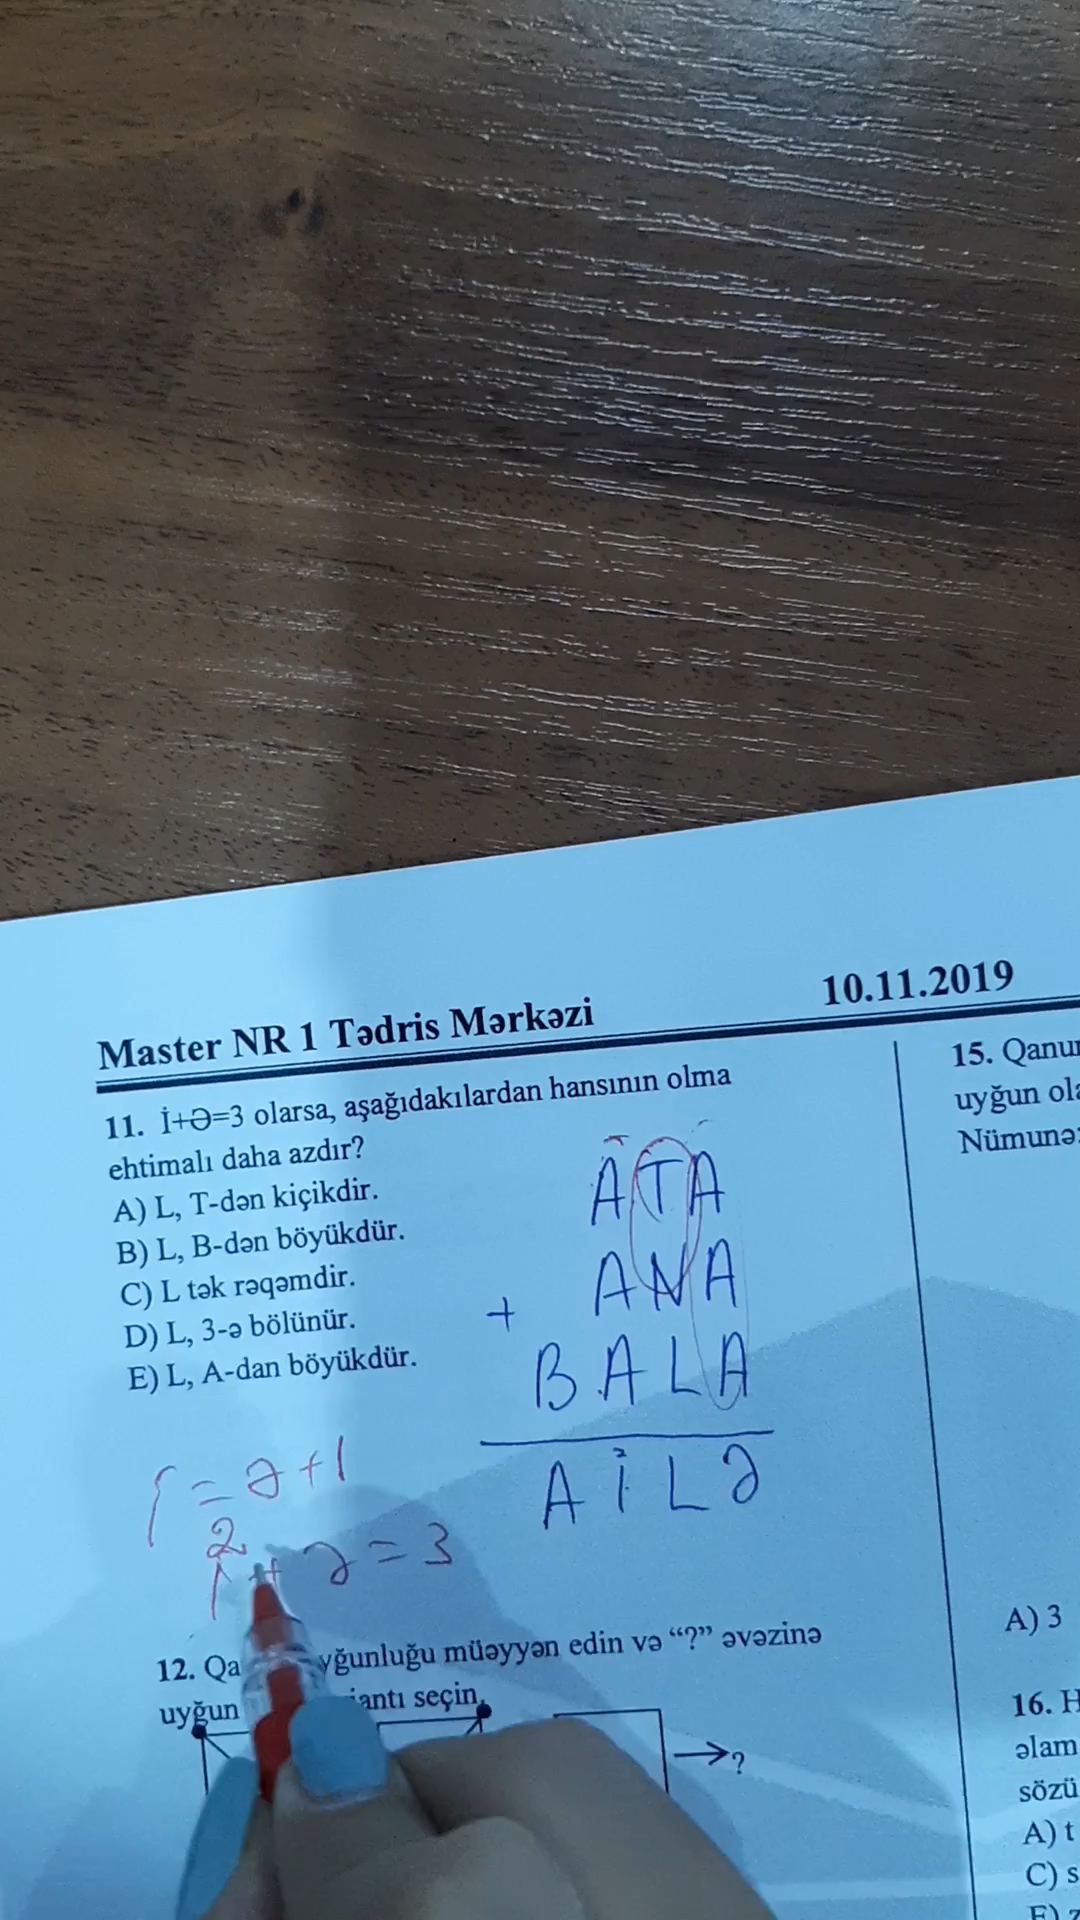 Master NR 1 Tədris Mərkəzi
10.11.2019
11. İ+Ə=3 olarsa, aşağıdakılardan hansının olma
ehtimalı daha azdır?
A) L, T-dən kiçikdir.
B) L, B-dən böyükdür.
C) L tək rəqəmdir.
D) L, 3-ə bölünür.
E) L, A-dan böyükdür.
ATA
ANA
+
BALA
AİLƏ
İ = Ə + 1
2
İ + Ə = 3
12. Qa
yğunluğu müəyyən edin və “?” əvəzinə
uyğun
iantı seçin.
?
15. Qanu
uyğun ol
Nümunə:
A) 3
16. H
əlam
sözü
A) t
C) s